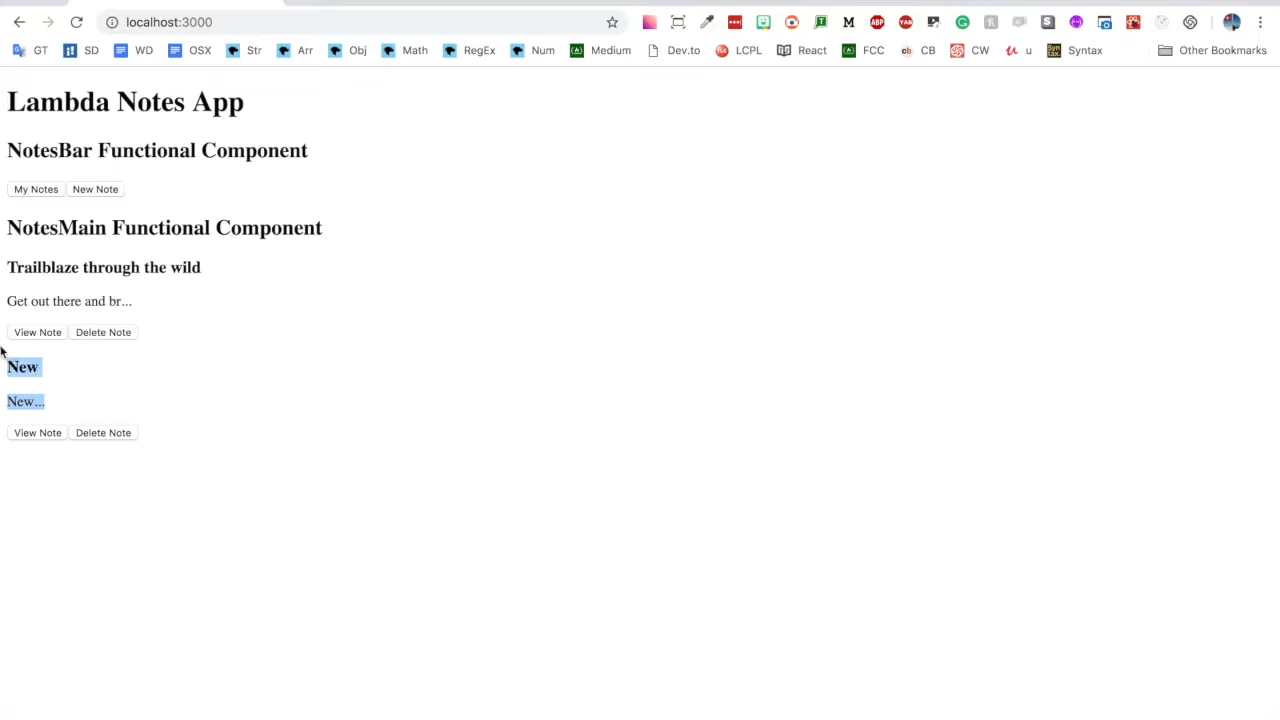 localhost:3000
GT SD WD OSX Str Arr Obj Math RegEx Num Medium Dev.to LCPL React FCC CB CW u Syntax Other Bookmarks
Lambda Notes App
NotesBar Functional Component
My Notes New Note
NotesMain Functional Component
Trailblaze through the wild
Get out there and br...
View Note Delete Note
New
New...
View Note Delete Note